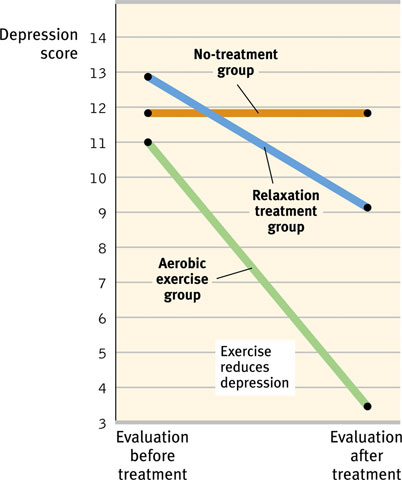 Depression
score
14
13
12
11
10
9
8
7
6
5
4
3
No-treatment
group
Relaxation
treatment
group
Aerobic
exercise
group
Exercise
reduces
depression
Evaluation
before
treatment
Evaluation
after
treatment